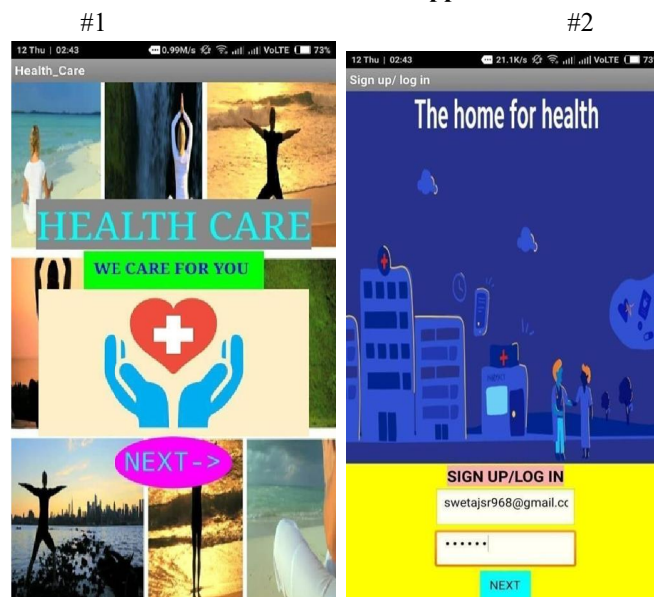 #1
#2
12 Thu | 02:43 0.99M/s VoLTE 73%
Health_Care
HEALTH CARE
WE CARE FOR YOU
NEXT->
12 Thu | 02:43 21.1K/s VoLTE 73%
Sign up/ log in
The home for health
SIGN UP/LOG IN
swetajsr968@gmail.cc
••••••
NEXT